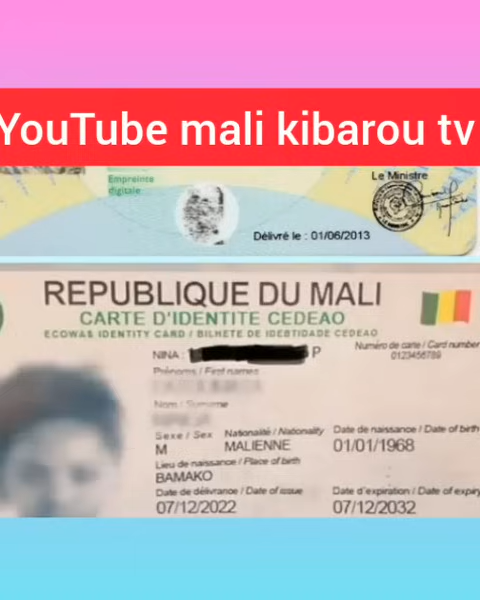 YouTube mali kibarou tv
Empreinte
digitale
Le Ministre
Délivré le : 01/06/2013
REPUBLIQUE DU MALI
CARTE D'IDENTITE CEDEAO
ECOWAS IDENTITY CARD / BILHETE DE IDESTIDADE CEDEAO
NINA : P
Numéro de carte / Card number
0123456789
Prénoms / First names
Nom / Surname
Sexe / Sex Nationalité / Nationality Date de naissance / Date of birth
M MALIENNE 01/01/1968
Lieu de naissance / Place of birth
BAMAKO
Date de délivrance / Date of issue Date d'expiration / Date of expiry
07/12/2022 07/12/2032